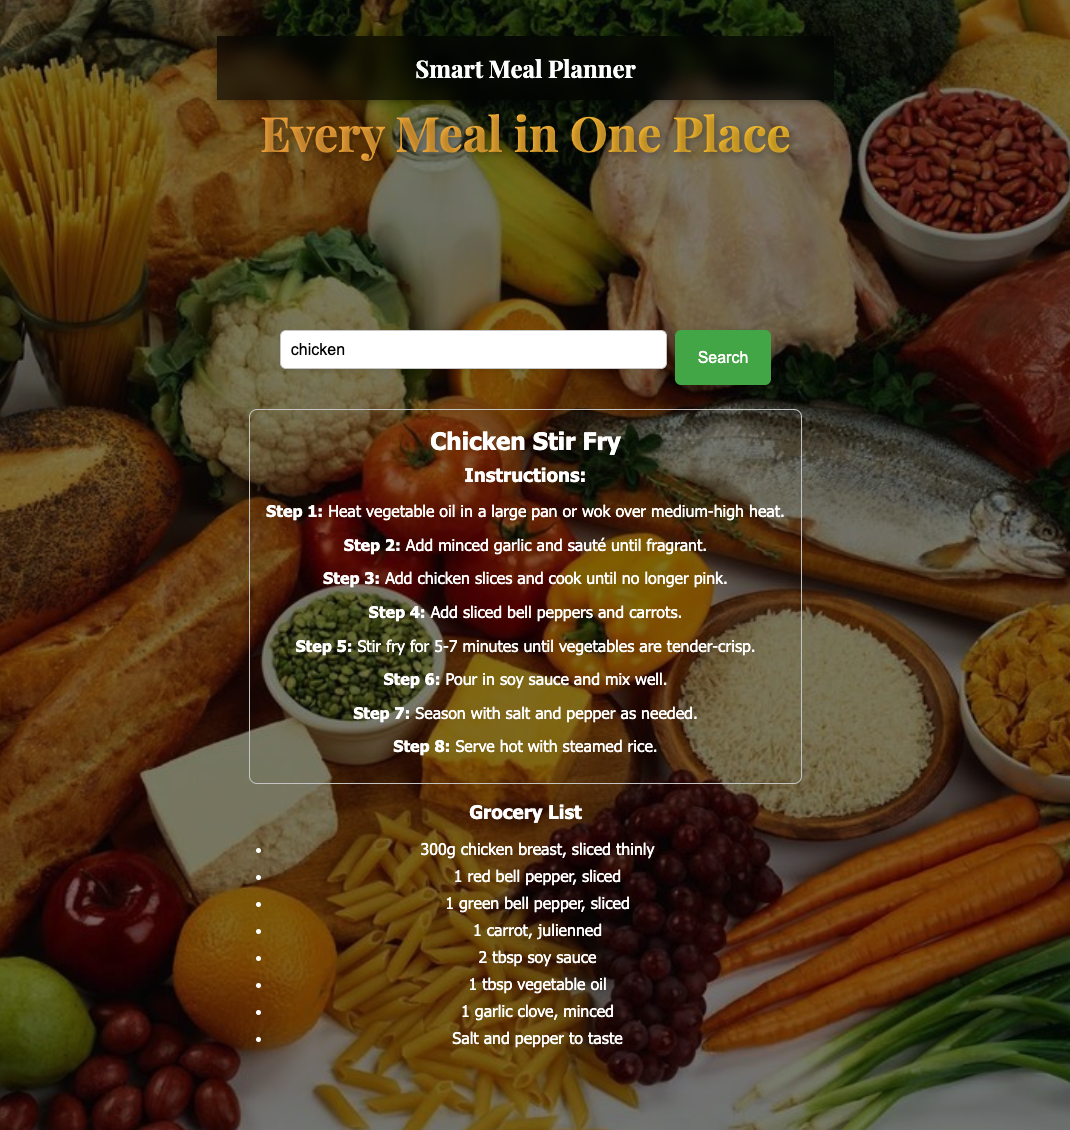 Smart Meal Planner
Every Meal in One Place
chicken
Search
Chicken Stir Fry
Instructions:
Step 1: Heat vegetable oil in a large pan or wok over medium-high heat.
Step 2: Add minced garlic and sauté until fragrant.
Step 3: Add chicken slices and cook until no longer pink.
Step 4: Add sliced bell peppers and carrots.
Step 5: Stir fry for 5-7 minutes until vegetables are tender-crisp.
Step 6: Pour in soy sauce and mix well.
Step 7: Season with salt and pepper as needed.
Step 8: Serve hot with steamed rice.
Grocery List
• 300g chicken breast, sliced thinly
• 1 red bell pepper, sliced
• 1 green bell pepper, sliced
• 1 carrot, julienned
• 2 tbsp soy sauce
• 1 tbsp vegetable oil
• 1 garlic clove, minced
• Salt and pepper to taste